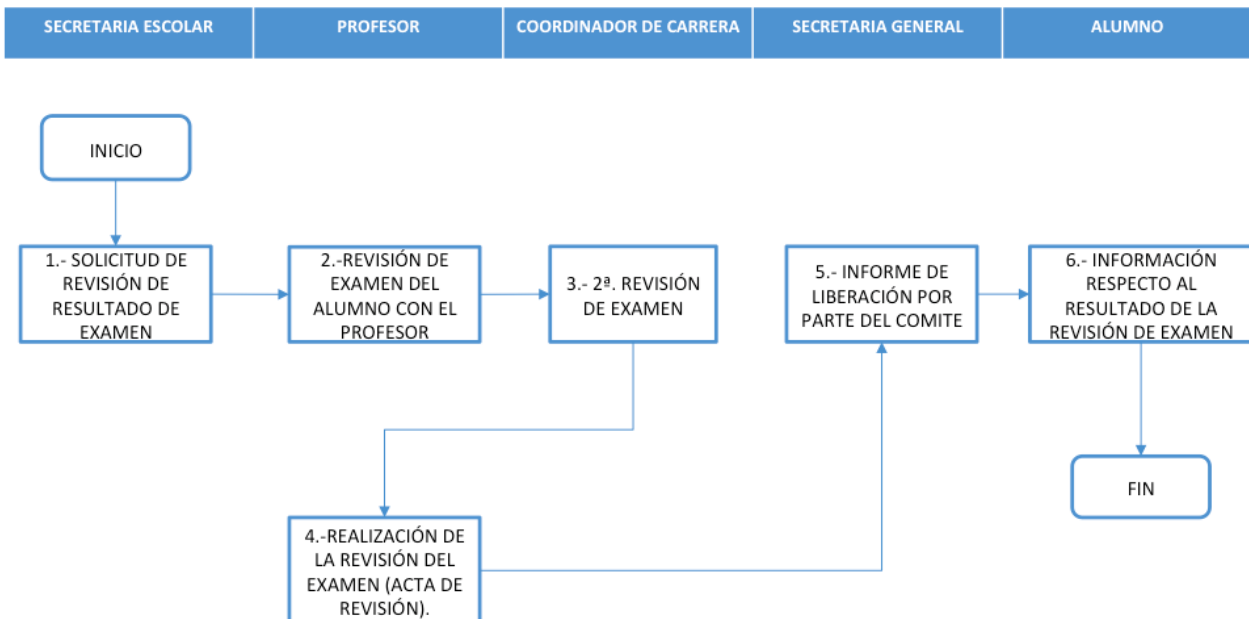 SECRETARIA ESCOLAR
PROFESOR
COORDINADOR DE CARRERA
SECRETARIA GENERAL
ALUMNO
INICIO
1.- SOLICITUD DE
REVISIÓN DE
RESULTADO DE
EXAMEN
2.-REVISIÓN DE
EXAMEN DEL
ALUMNO CON EL
PROFESOR
3.- 2ª. REVISIÓN
DE EXAMEN
5.- INFORME DE
LIBERACIÓN POR
PARTE DEL COMITE
6.- INFORMACIÓN
RESPECTO AL
RESULTADO DE LA
REVISIÓN DE EXAMEN
FIN
4.-REALIZACIÓN DE
LA REVISIÓN DEL
EXAMEN (ACTA DE
REVISIÓN).